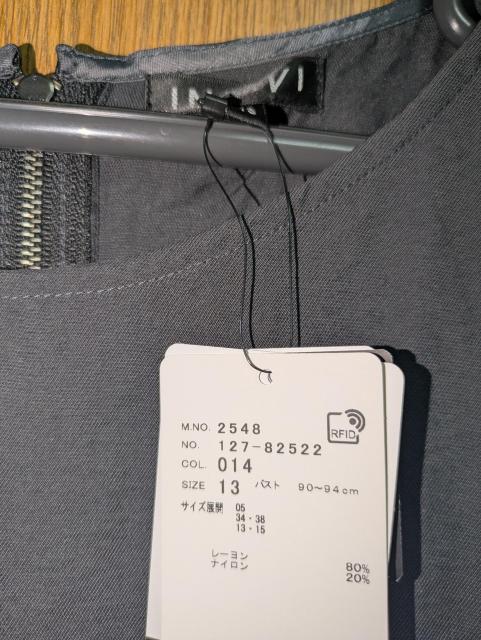 M.NO. 2548
NO. 127-82522
COL. 014
RFID
SIZE 13 バスト 90〜94cm
サイズ展開 05
34・38
13・15
レーヨン 80%
ナイロン 20%